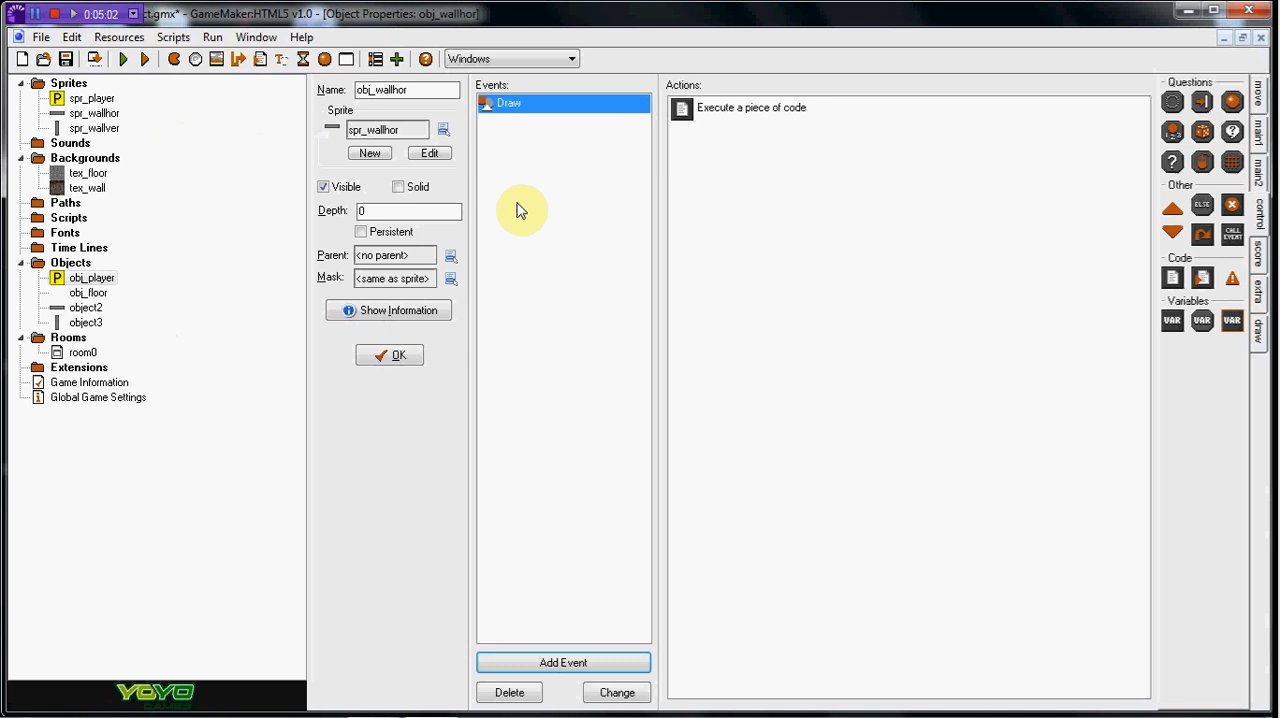 0:05:02
ct.gmx* - GameMaker:HTML5 v1.0 - [Object Properties: obj_wallhor]
File Edit Resources Scripts Run Window Help
Windows
Sprites
spr_player
spr_wallhor
spr_wallver
Sounds
Backgrounds
tex_floor
tex_wall
Paths
Scripts
Fonts
Time Lines
Objects
P obj_player
obj_floor
object2
object3
Rooms
room0
Extensions
Game Information
Global Game Settings
YOYO
GAMES
Name: obj_wallhor
Sprite
spr_wallhor
New Edit
Visible Solid
Depth: 0
Persistent
Parent: <no parent>
Mask: <same as sprite>
Show Information
OK
Events:
Draw
Add Event
Delete Change
Actions:
Execute a piece of code
Questions
Other
ELSE
CALL EVENT
Code
Variables
VAR VAR VAR
move
main1
main2
control
score
extra
draw